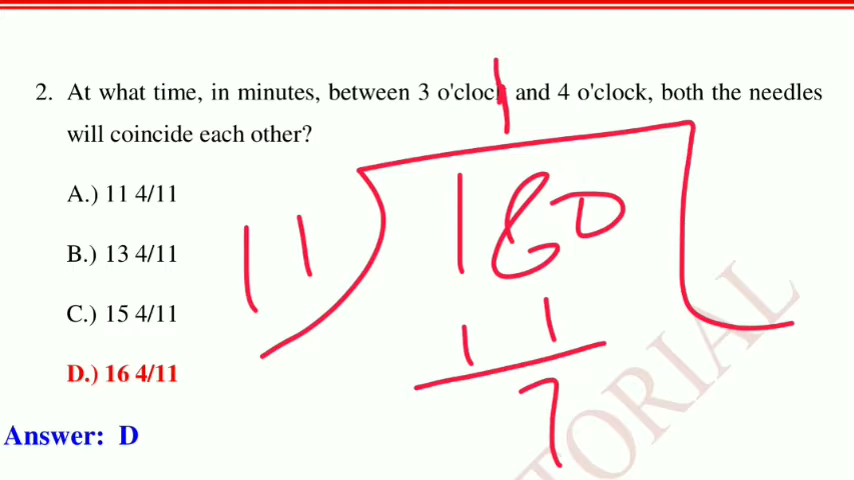 2. At what time, in minutes, between 3 o'clock and 4 o'clock, both the needles
will coincide each other?
A.) 11 4/11
B.) 13 4/11
C.) 15 4/11
D.) 16 4/11
Answer: D
1
11 180
11
7
TORIAL